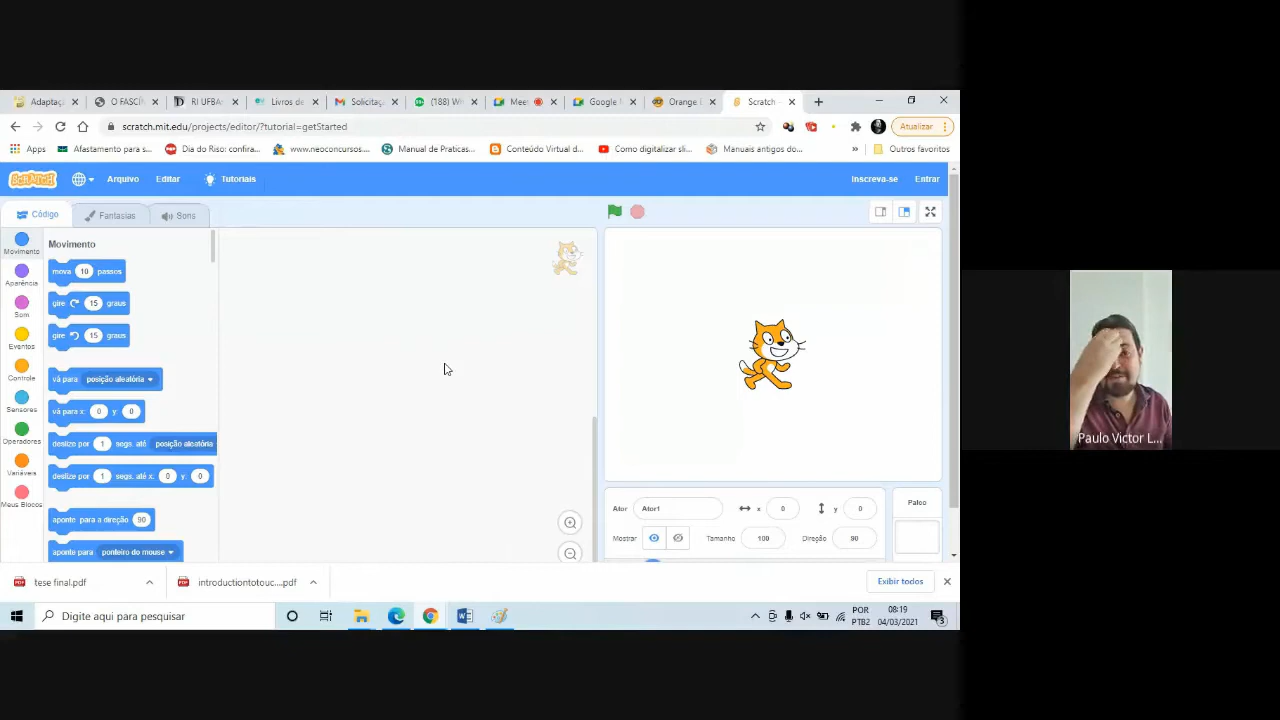 Adaptaç
O FASCÍN
RI UFBA
Livros de
Solicitaç
(188) W
Mee
Google
Orange
Scratch -
scratch.mit.edu/projects/editor/?tutorial=getStarted
Atualizar
Apps
Afastamento para s...
Dia do Riso: confira...
www.neoconcursos....
Manual de Praticas...
Conteúdo Virtual d...
Como digitalizar sli...
Manuais antigos do...
»
Outros favoritos
SCRATCH
Arquivo
Editar
Tutoriais
Inscreva-se
Entrar
Código
Fantasias
Sons
Movimento
Aparência
Som
Eventos
Controle
Sensores
Operadores
Variáveis
Meus Blocos
Movimento
mova 10 passos
gire 15 graus
gire 15 graus
vá para posição aleatória
vá para x: 0 y: 0
deslize por 1 segs. até posição aleatória
deslize por 1 segs. até x: 0 y: 0
aponte para a direção 90
aponte para ponteiro do mouse
Ator Ator1 x 0 y 0
Mostrar Tamanho 100 Direção 90
Palco
Paulo Victor L...
tese final.pdf
introductiontotouc....pdf
Exibir todos
Digite aqui para pesquisar
POR
PTB2
08:19
04/03/2021
3